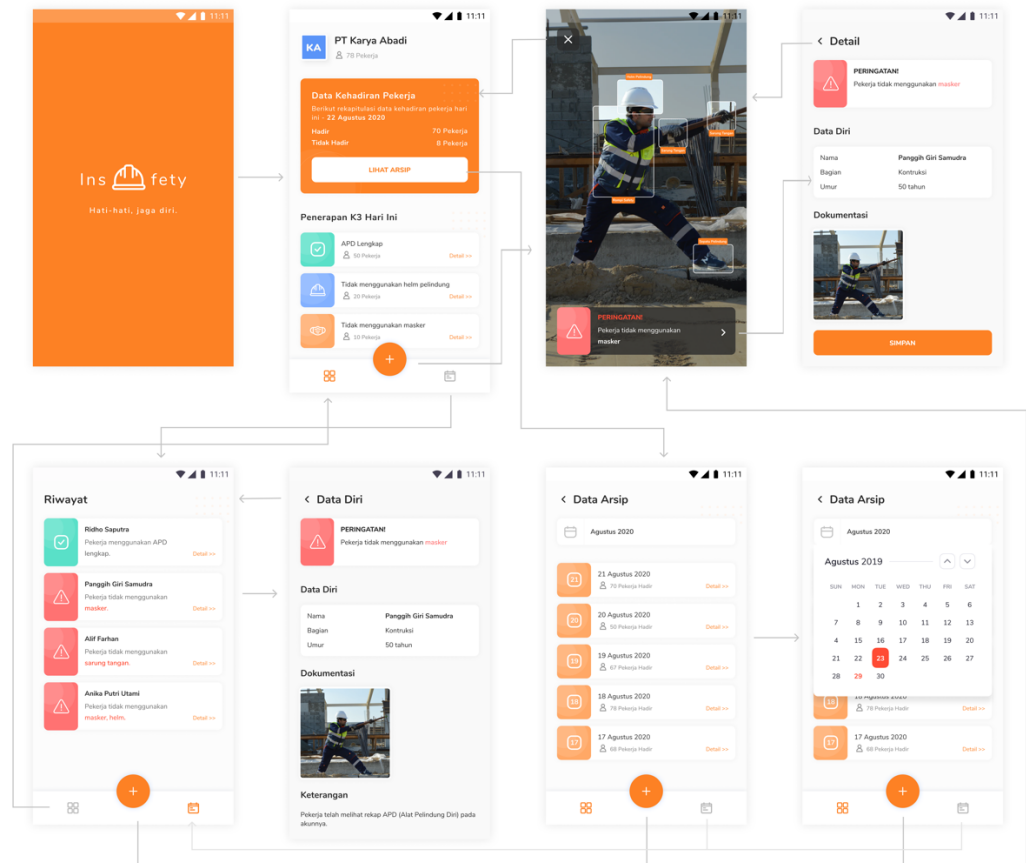 11:11
Ins fety
Hati-hati, jaga diri.
11:11
KA
PT Karya Abadi
78 Pekerja
Data Kehadiran Pekerja
Berikut rekapitulasi data kehadiran pekerja hari
ini - 22 Agustus 2020
Hadir 70 Pekerja
Tidak Hadir 8 Pekerja
LIHAT ARSIP
Penerapan K3 Hari Ini
APD Lengkap
50 Pekerja Detail >>
Tidak menggunakan helm pelindung
20 Pekerja Detail >>
Tidak menggunakan masker
10 Pekerja Detail >>
+
11:11
PERINGATAN!
Pekerja tidak menggunakan
masker
11:11
Detail
PERINGATAN!
Pekerja tidak menggunakan masker
Data Diri
Nama Panggih Giri Samudra
Bagian Kontruksi
Umur 50 tahun
Dokumentasi
SIMPAN
11:11
Riwayat
Ridho Saputra
Pekerja menggunakan APD
lengkap. Detail >>
Panggih Giri Samudra
Pekerja tidak menggunakan
masker. Detail >>
Alif Farhan
Pekerja tidak menggunakan
sarung tangan. Detail >>
Anika Putri Utami
Pekerja tidak menggunakan
masker, helm. Detail >>
+
11:11
Data Diri
PERINGATAN!
Pekerja tidak menggunakan masker
Data Diri
Nama Panggih Giri Samudra
Bagian Kontruksi
Umur 50 tahun
Dokumentasi
Keterangan
Pekerja telah melihat rekap APD (Alat Pelindung Diri) pada
akunnya.
11:11
Data Arsip
Agustus 2020
21
21 Agustus 2020
70 Pekerja Hadir Detail >>
20
20 Agustus 2020
50 Pekerja Hadir Detail >>
19
19 Agustus 2020
67 Pekerja Hadir Detail >>
18
18 Agustus 2020
78 Pekerja Hadir Detail >>
17
17 Agustus 2020
68 Pekerja Hadir Detail >>
+
11:11
Data Arsip
Agustus 2020
Agustus 2019
SUN MON TUE WED THU FRI SAT
1 2 3 4 5 6
7 8 9 10 11 12 13
4 15 16 17 18 19 20
21 22 23 24 25 26 27
28 29 30
18
18 Agustus 2020
78 Pekerja Hadir Detail >>
17
17 Agustus 2020
68 Pekerja Hadir Detail >>
+